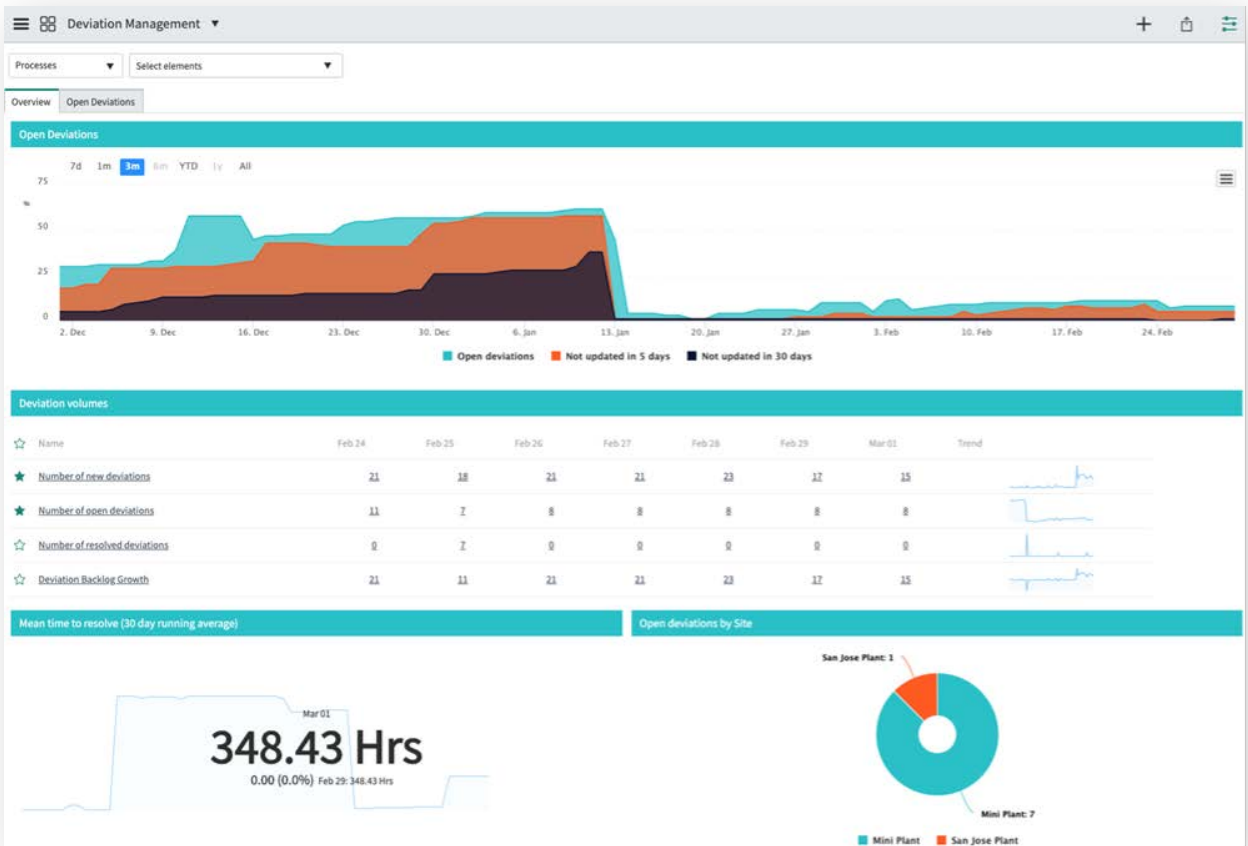 Deviation Management ▼
Processes ▼ Select elements ▼
Overview Open Deviations
Open Deviations
7d 1m 3m 6m YTD 1y All
75
#
50
25
0
2. Dec 9. Dec 16. Dec 23. Dec 30. Dec 6. Jan 13. Jan 20. Jan 27. Jan 3. Feb 10. Feb 17. Feb 24. Feb
Open deviations Not updated in 5 days Not updated in 30 days
Deviation volumes
Name Feb 24 Feb 25 Feb 26 Feb 27 Feb 28 Feb 29 Mar 01 Trend
Number of new deviations 21 18 21 21 23 17 15
Number of open deviations 11 7 8 8 8 8 8
Number of resolved deviations 0 7 0 0 0 0 0
Deviation Backlog Growth 21 11 21 21 23 17 15
Mean time to resolve (30 day running average) Open deviations by Site
San Jose Plant: 1
Mar 01
348.43 Hrs
0.00 (0.0%) Feb 29: 348.43 Hrs
Mini Plant: 7
Mini Plant San Jose Plant